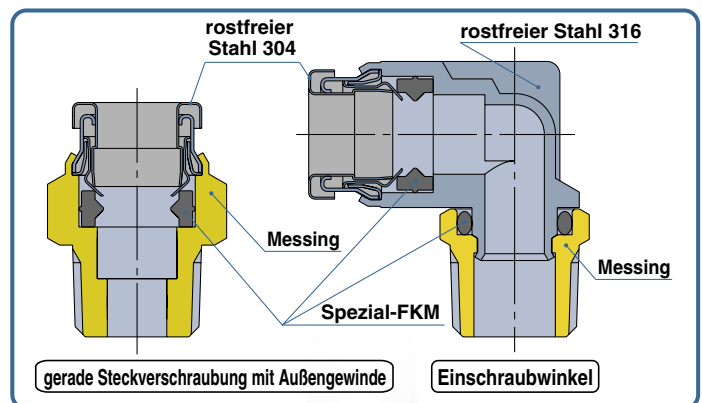 rostfreier
Stahl 304
rostfreier Stahl 316
Messing
Messing
Spezial-FKM
gerade Steckverschraubung mit Außengewinde
Einschraubwinkel